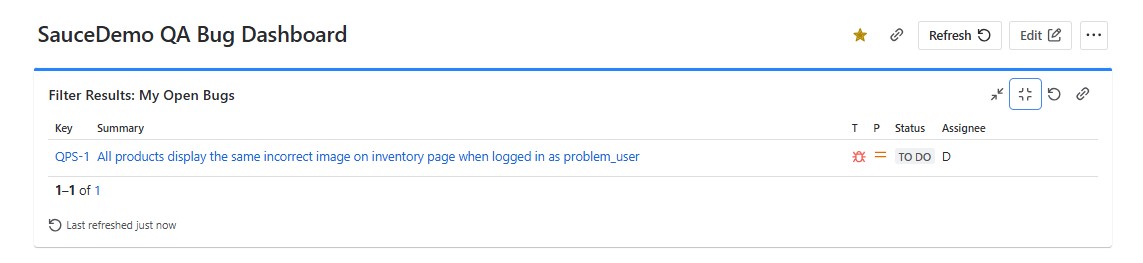 SauceDemo QA Bug Dashboard
Refresh Edit
Filter Results: My Open Bugs
Key Summary T P Status Assignee
QPS-1 All products display the same incorrect image on inventory page when logged in as problem_user TO DO D
1–1 of 1
Last refreshed just now